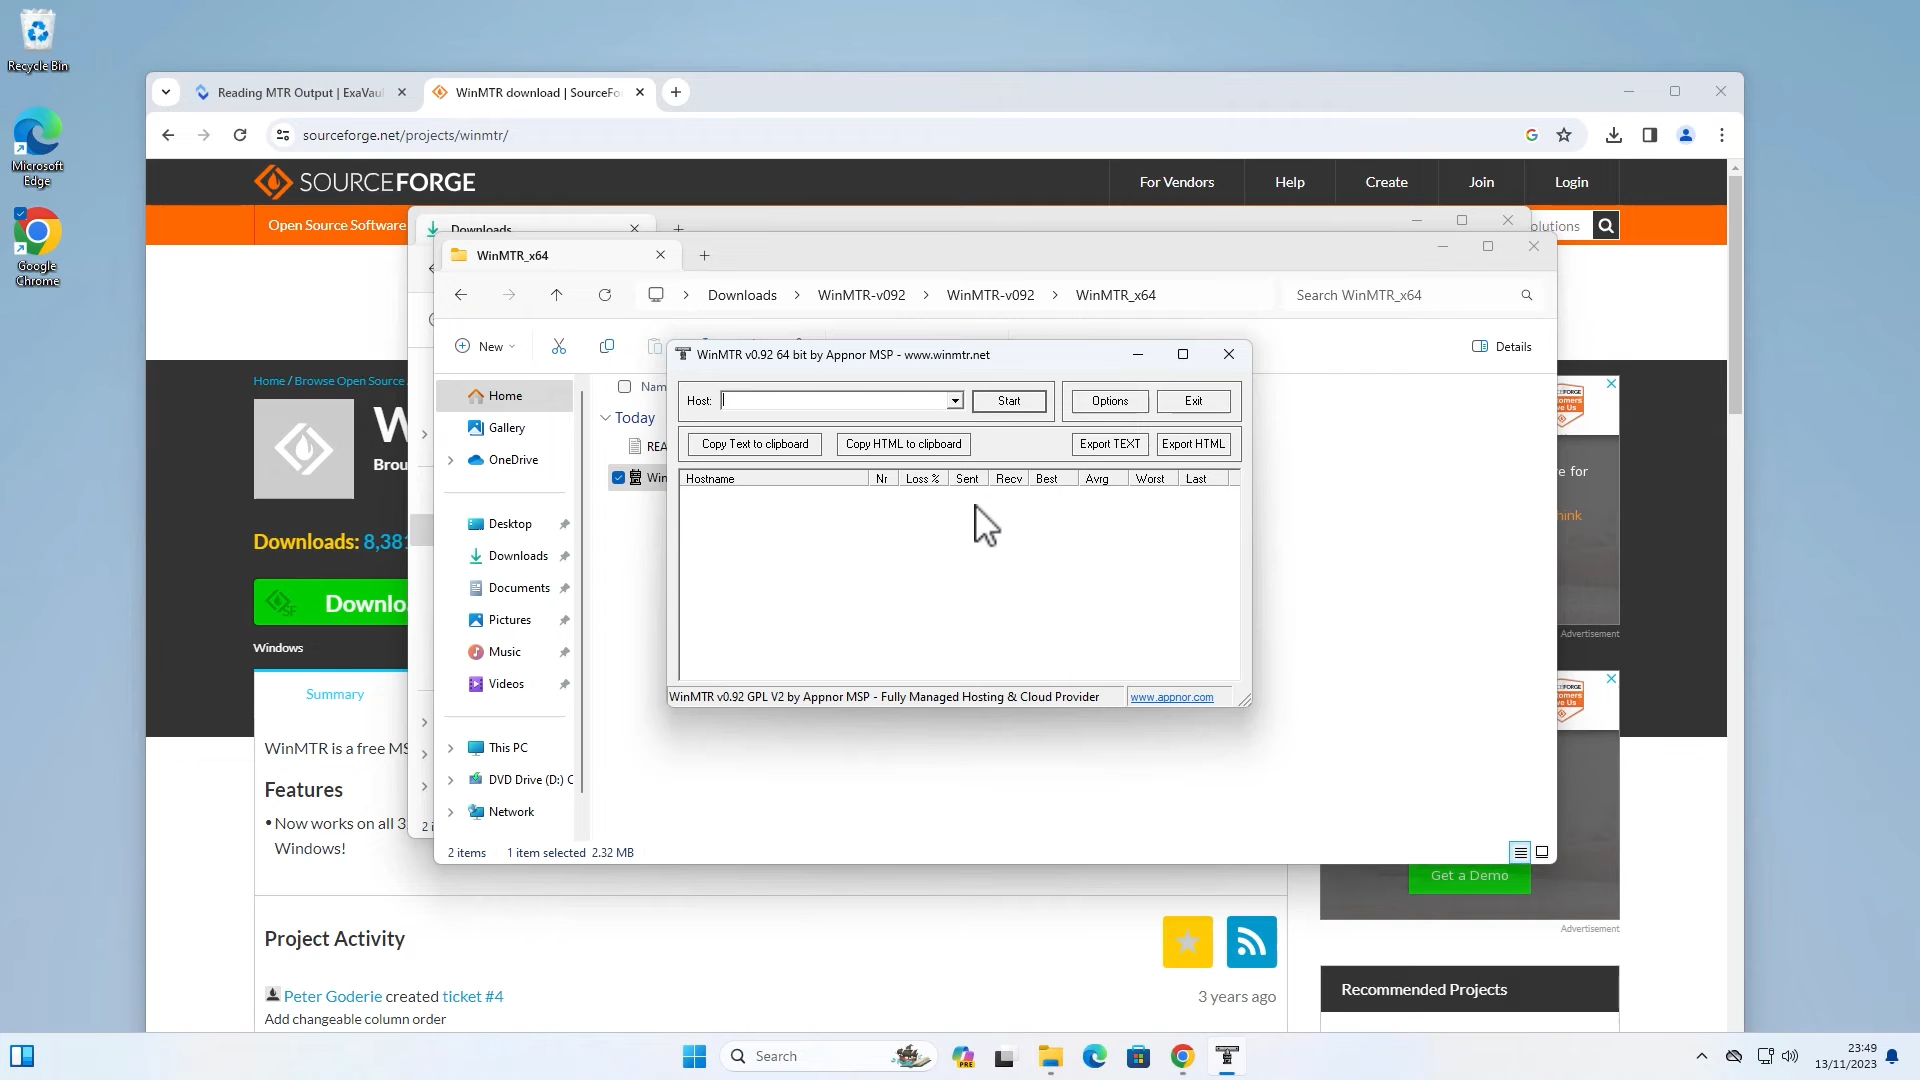 Recycle Bin
Microsoft
Edge
Google
Chrome
Reading MTR Output | ExaVaul
WinMTR download | SourceFo
sourceforge.net/projects/winmtr/
SOURCEFORGE
For Vendors
Help
Create
Join
Login
Open Source Software
olutions
Downloads
WinMTR_x64
Downloads
WinMTR-v092
WinMTR-v092
WinMTR_x64
Search WinMTR_x64
New
Details
WinMTR v0.92 64 bit by Appnor MSP - www.winmtr.net
Host:
Start
Options
Exit
Copy Text to clipboard
Copy HTML to clipboard
Export TEXT
Export HTML
Hostname
Nr
Loss %
Sent
Recv
Best
Avrg
Worst
Last
WinMTR v0.92 GPL V2 by Appnor MSP - Fully Managed Hosting & Cloud Provider
www.appnor.com
Nam
Today
REA
Win
Home
Gallery
OneDrive
Desktop
Downloads
Documents
Pictures
Music
Videos
This PC
DVD Drive (D:) C
Network
2 items
1 item selected 2.32 MB
2 i
Home / Browse Open Source
W
Brou
Downloads: 8,381
Downloa
SF
Windows
Summary
WinMTR is a free MS
Features
• Now works on all 3
Windows!
Project Activity
Peter Goderie created ticket #4
3 years ago
Add changeable column order
e for
hink
Advertisement
Get a Demo
Advertisement
Recommended Projects
Search
PRE
23:49
13/11/2023